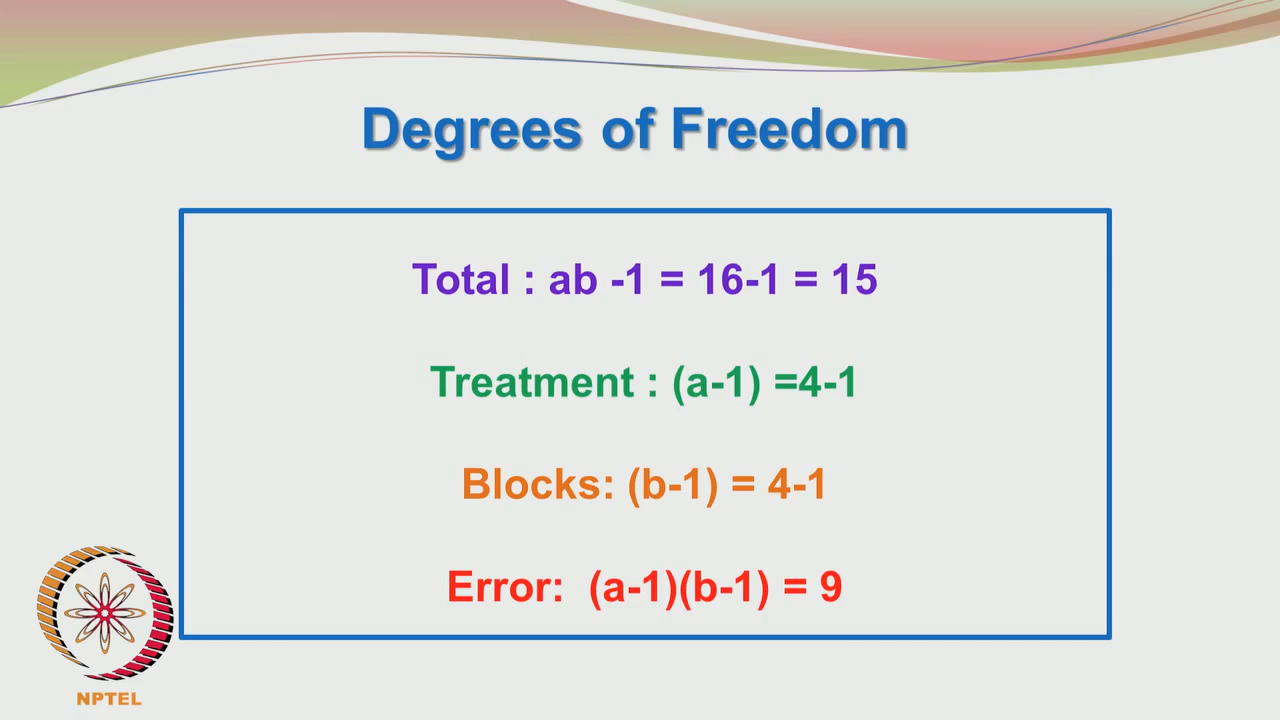 Degrees of Freedom
Total : ab -1 = 16-1 = 15
Treatment : (a-1) =4-1
Blocks: (b-1) = 4-1
Error:  (a-1)(b-1) = 9
NPTEL